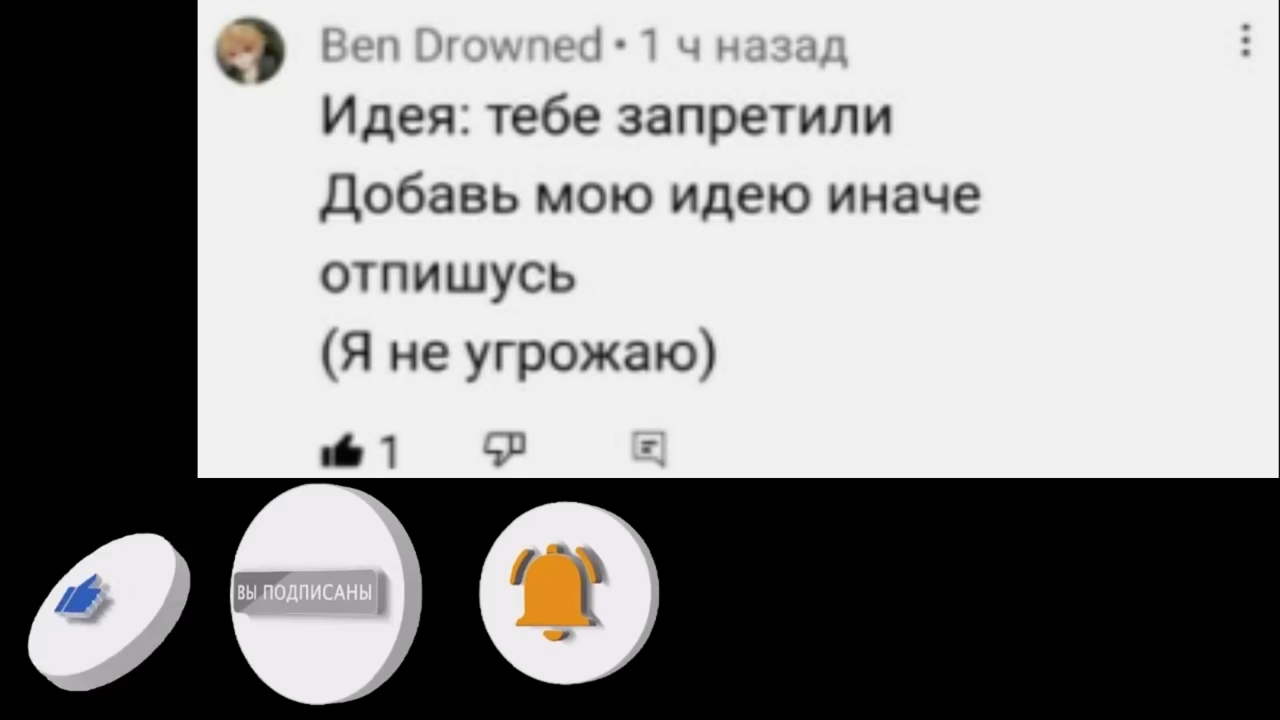 Ben Drowned • 1 ч назад
Идея: тебе запретили
Добавь мою идею иначе
отпишусь
(Я не угрожаю)
1
ВЫ ПОДПИСАНЫ